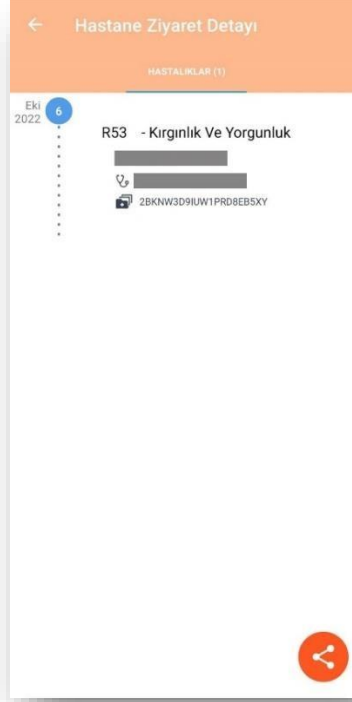 Hastane Ziyaret Detayı
HASTALIKLAR (1)
Eki
2022
6
R53 - Kırgınlık Ve Yorgunluk
2BKNW3D9IUW1PRD8EB5XY